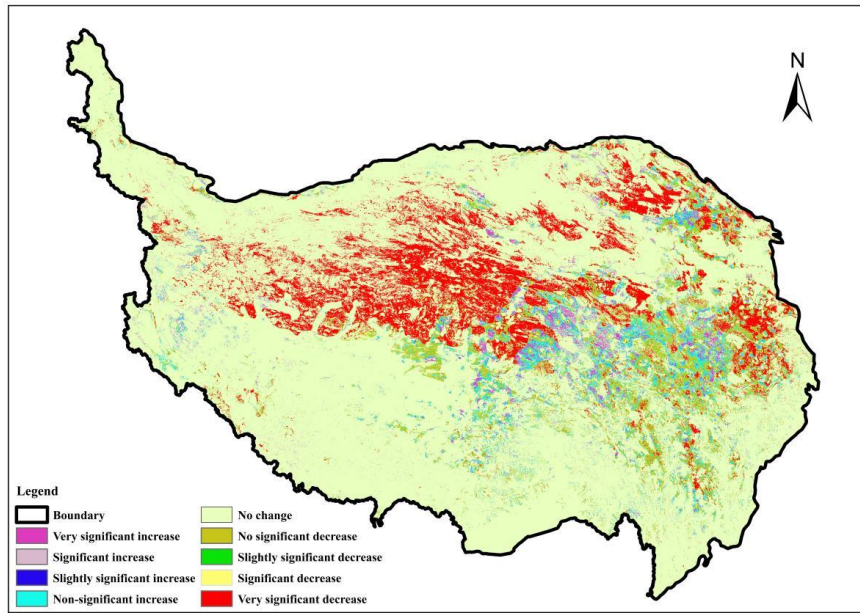 N
Legend
Boundary
No change
Very significant increase
No significant decrease
Significant increase
Slightly significant decrease
Slightly significant increase
Significant decrease
Non-significant increase
Very significant decrease